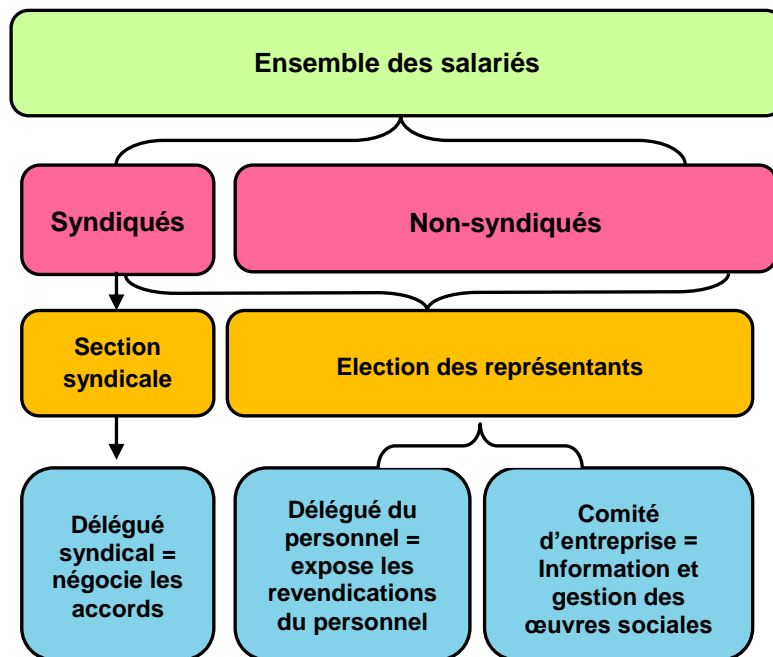 Ensemble des salariés
Syndiqués
Non-syndiqués
Section
syndicale
Election des représentants
Délégué
syndical =
négocie les
accords
Délégué du
personnel =
expose les
revendications
du personnel
Comité
d’entreprise =
Information et
gestion des
œuvres sociales